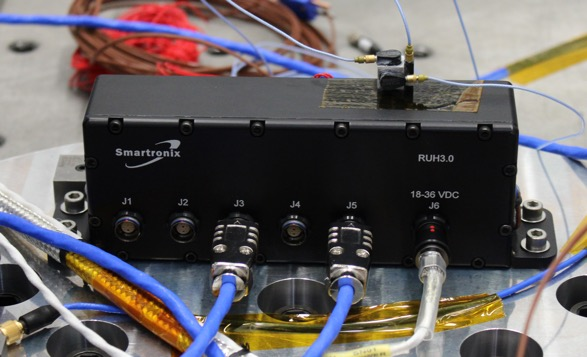 Smartronix
RUH3.0
18-36 VDC
J1 J2 J3 J4 J5 J6